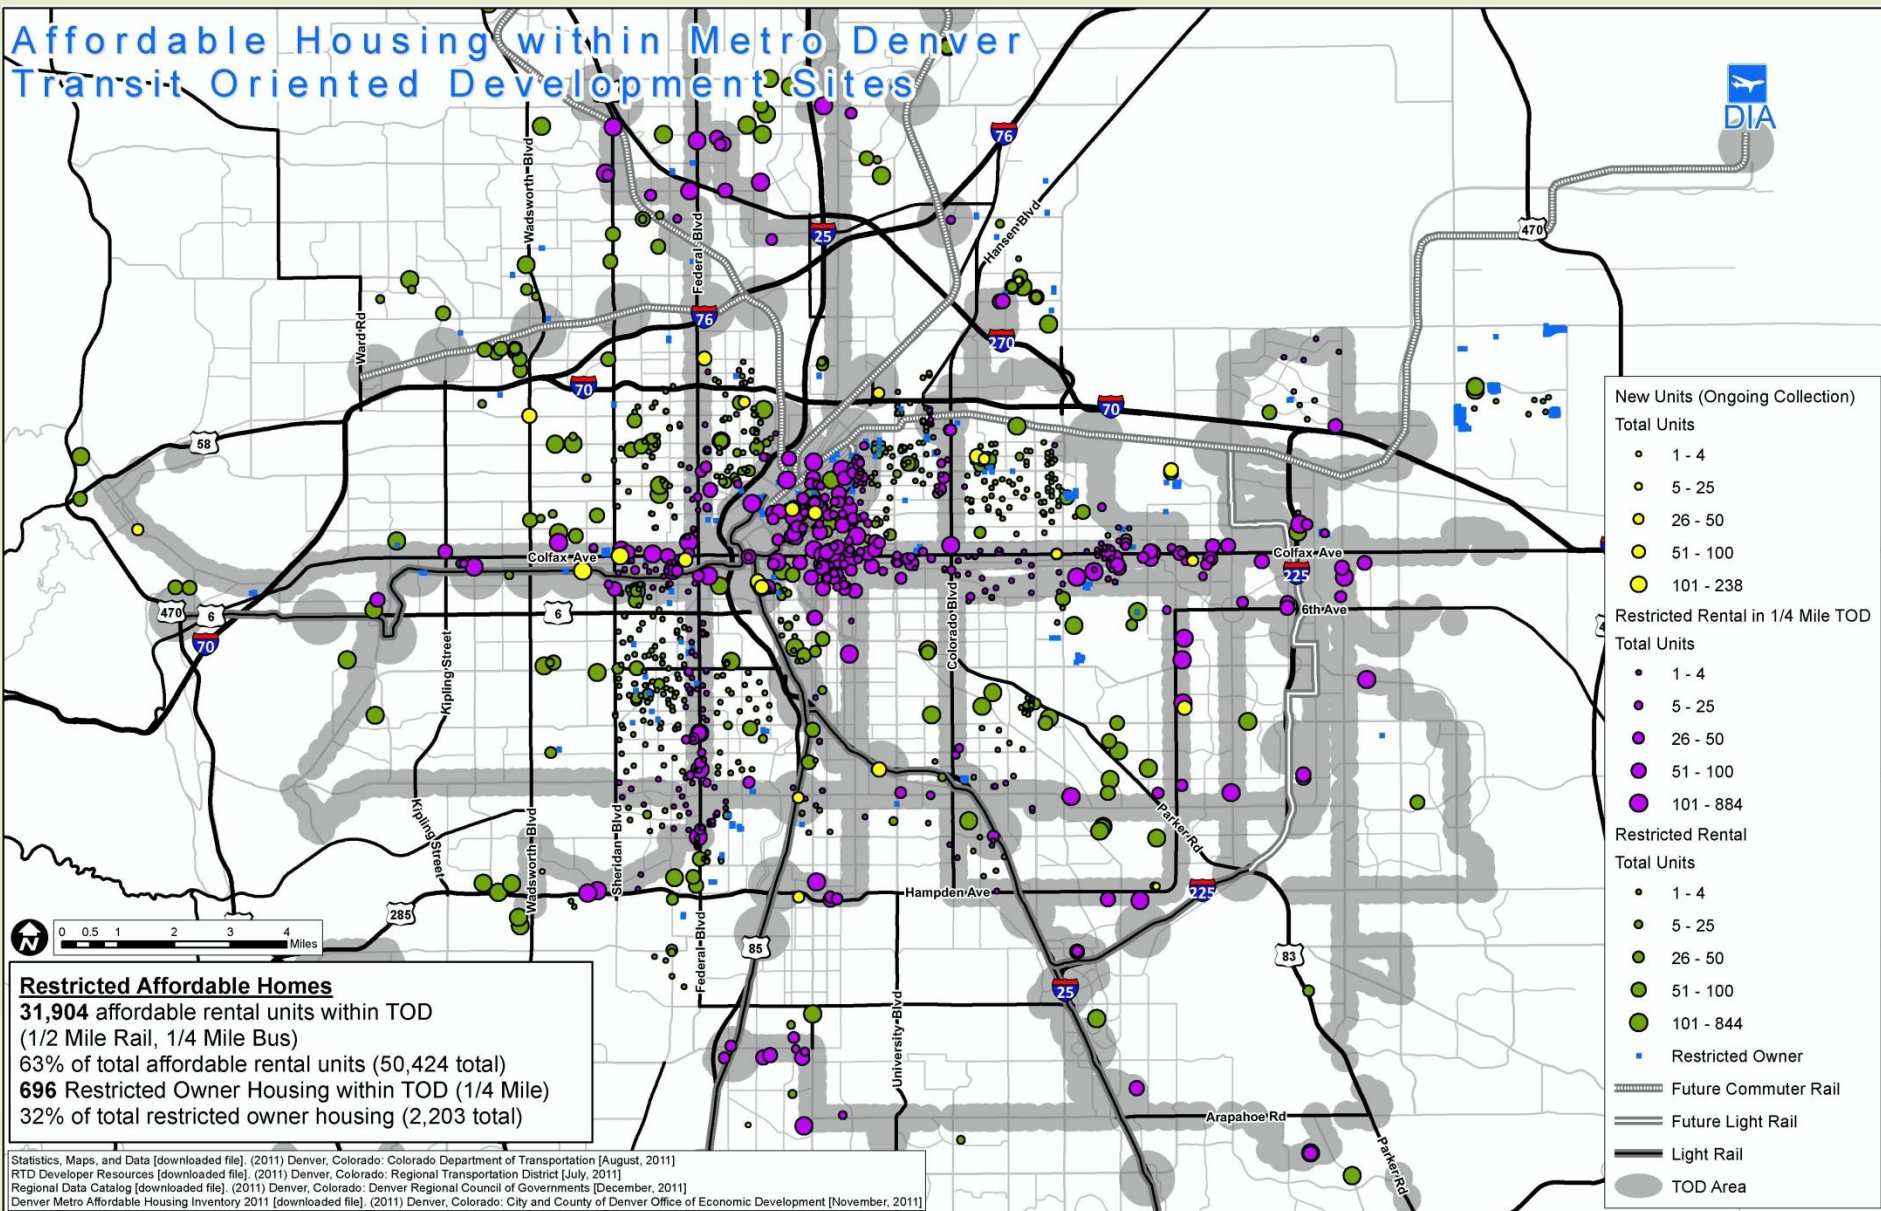 Affordable Housing within Metro Denver
Transit Oriented Development Sites
DIA
76
25
470
Wadsworth Blvd
Federal Blvd
Hansen Blvd
Ward Rd
76
270
70
70
58
Colfax Ave
Colfax Ave
225
470
6
6
6th Ave
70
Kipling Street
Colorado Blvd
Kipling Street
Wadsworth Blvd
Sheridan Blvd
Parker Rd
Hampden Ave
225
285
85
Federal Blvd
83
25
University Blvd
Arapahoe Rd
Parker Rd
N
0 0.5 1 2 3 4
Miles
Restricted Affordable Homes
31,904 affordable rental units within TOD
(1/2 Mile Rail, 1/4 Mile Bus)
63% of total affordable rental units (50,424 total)
696 Restricted Owner Housing within TOD (1/4 Mile)
32% of total restricted owner housing (2,203 total)
Statistics, Maps, and Data [downloaded file]. (2011) Denver, Colorado: Colorado Department of Transportation [August, 2011]
RTD Developer Resources [downloaded file]. (2011) Denver, Colorado: Regional Transportation District [July, 2011]
Regional Data Catalog [downloaded file]. (2011) Denver, Colorado: Denver Regional Council of Governments [December, 2011]
Denver Metro Affordable Housing Inventory 2011 [downloaded file]. (2011) Denver, Colorado: City and County of Denver Office of Economic Development [November, 2011]
New Units (Ongoing Collection)
Total Units
1 - 4
5 - 25
26 - 50
51 - 100
101 - 238
Restricted Rental in 1/4 Mile TOD
Total Units
1 - 4
5 - 25
26 - 50
51 - 100
101 - 884
Restricted Rental
Total Units
1 - 4
5 - 25
26 - 50
51 - 100
101 - 844
Restricted Owner
Future Commuter Rail
Future Light Rail
Light Rail
TOD Area